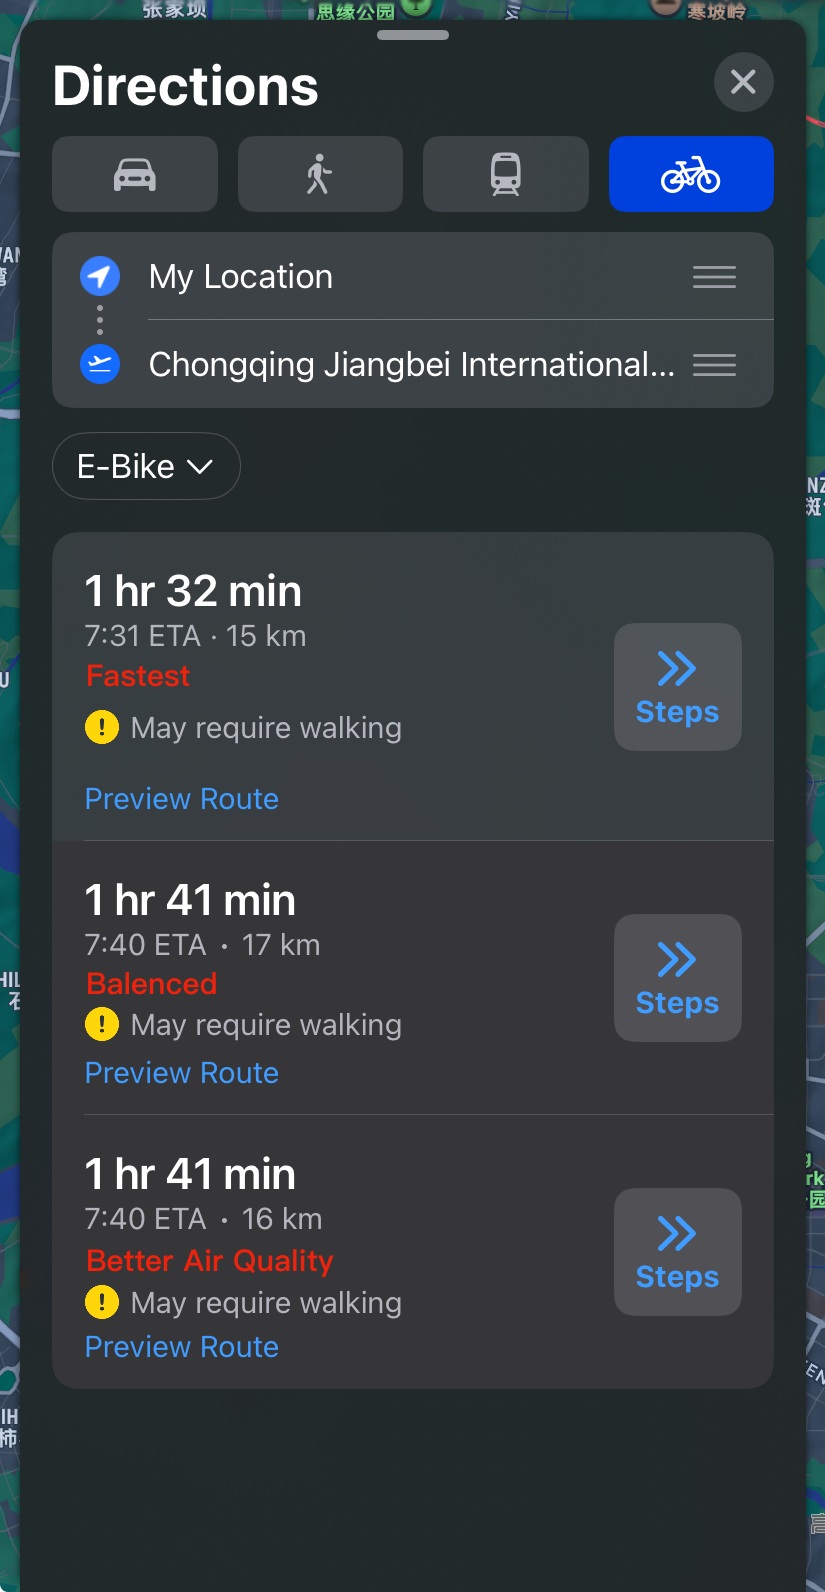 张家坝
思缘公园
寒坡岭
Directions
My Location
Chongqing Jiangbei International...
E-Bike
1 hr 32 min
7:31 ETA · 15 km
Fastest
May require walking
Steps
Preview Route
1 hr 41 min
7:40 ETA · 17 km
Balenced
May require walking
Steps
Preview Route
1 hr 41 min
7:40 ETA · 16 km
Better Air Quality
May require walking
Steps
Preview Route